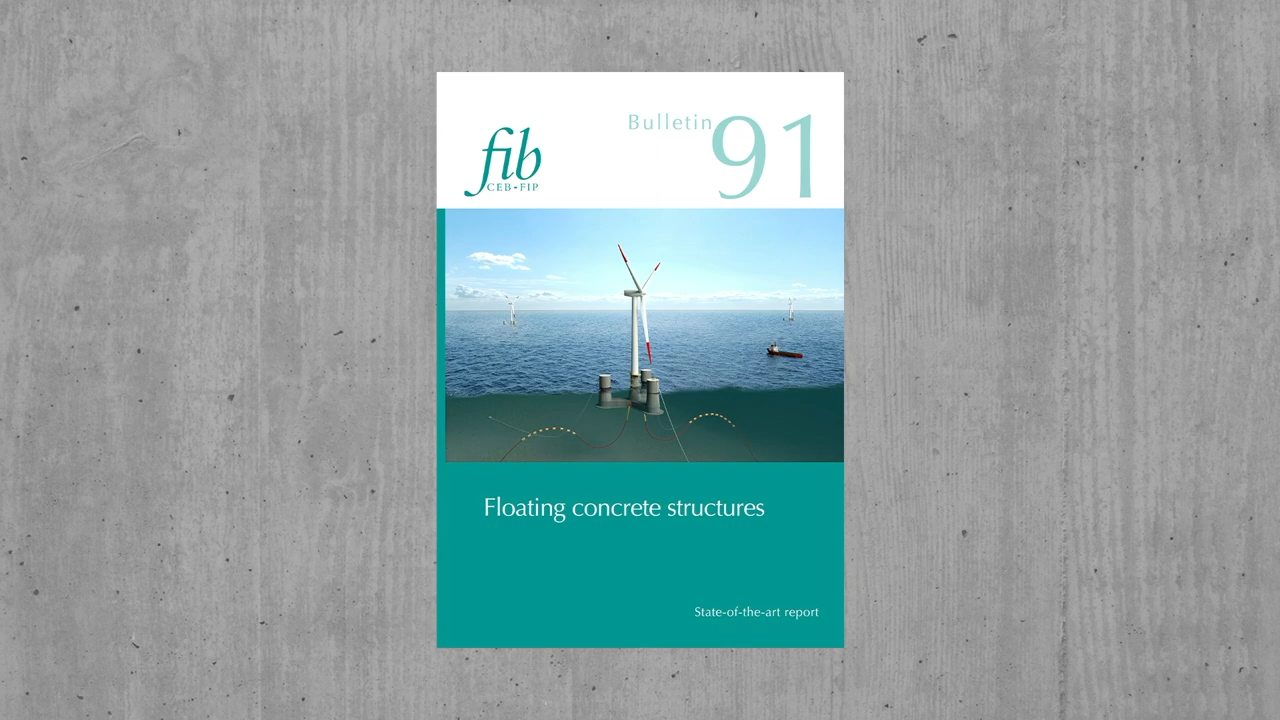 Bulletin 91
fib
CEB-FIP
Floating concrete structures
State-of-the-art report